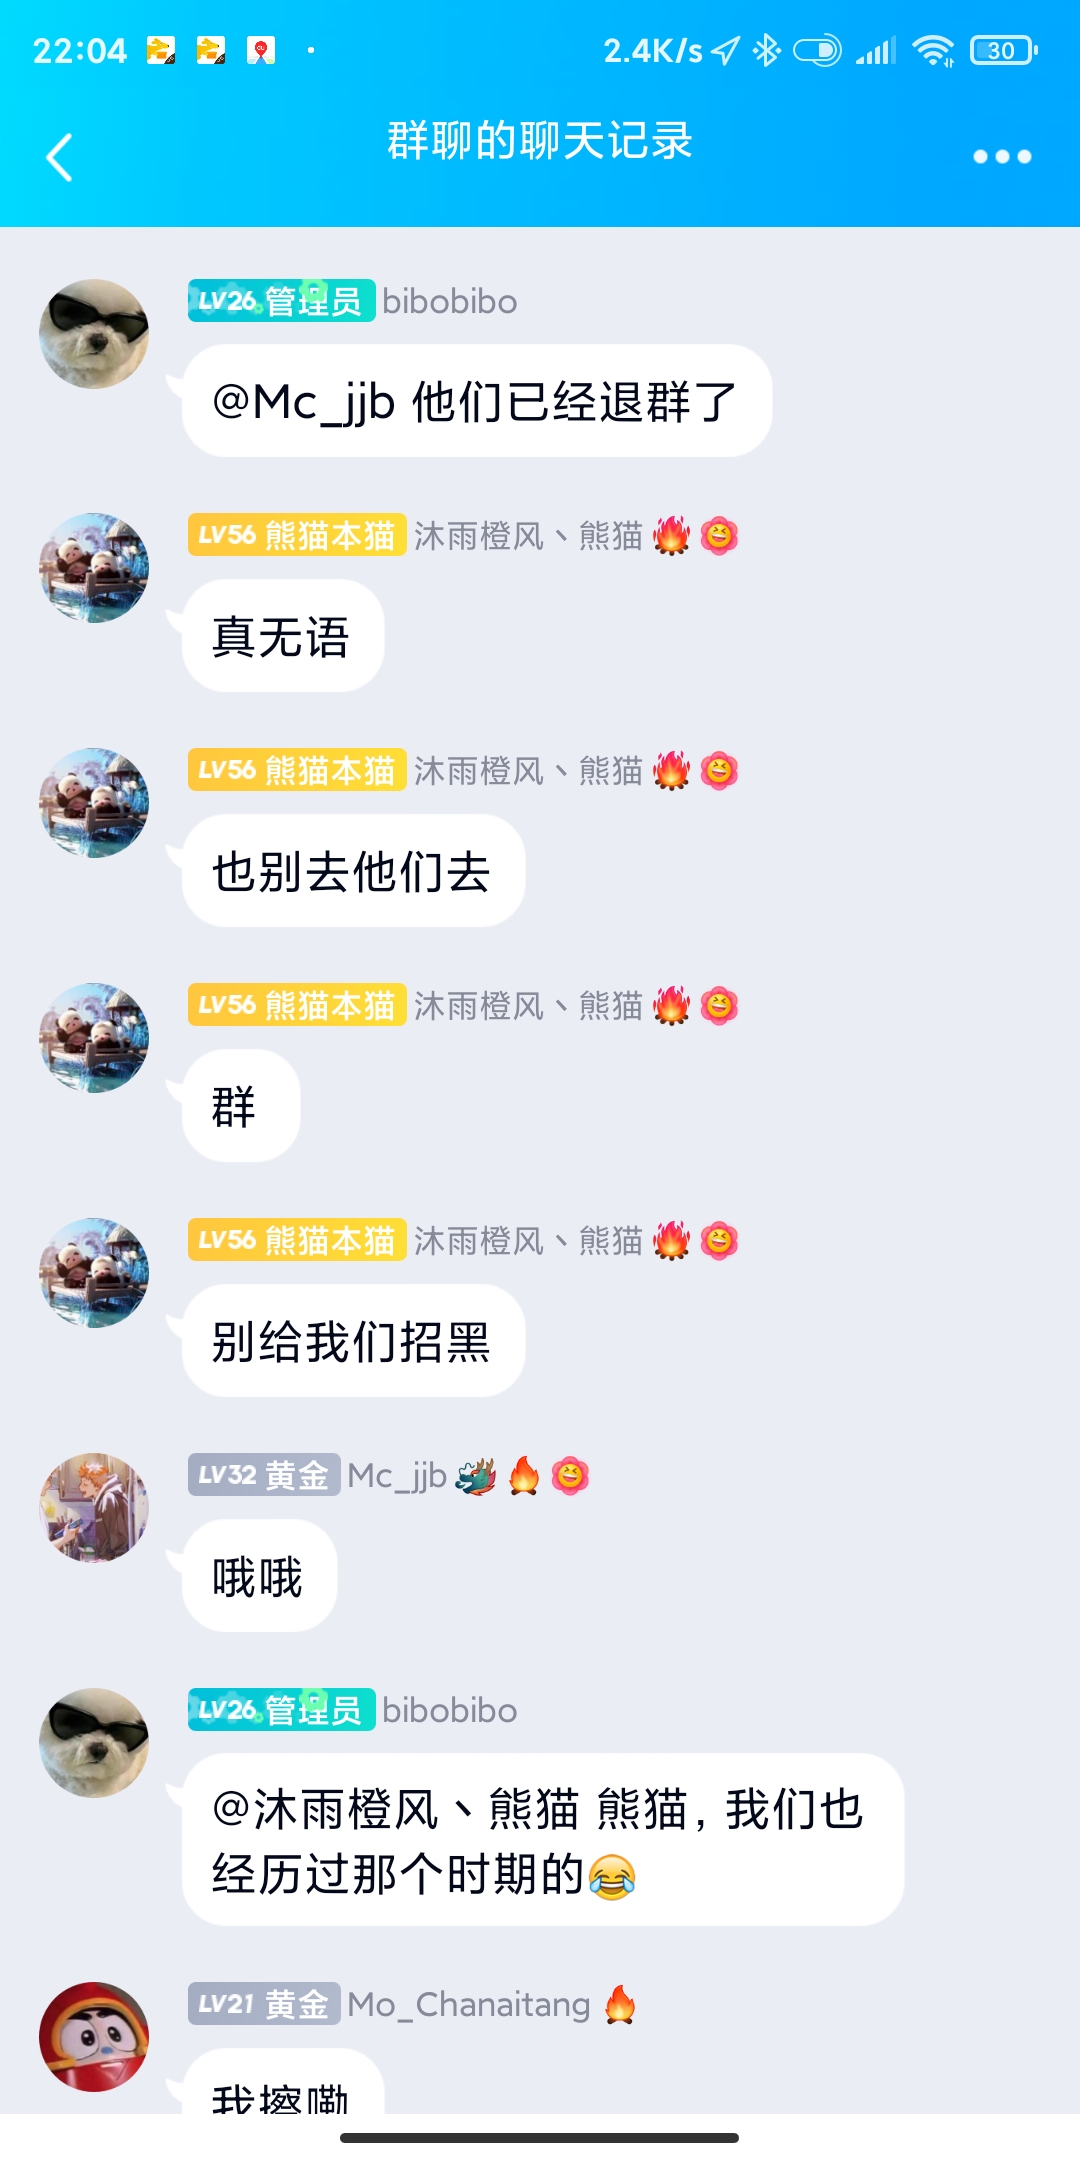 22:04
2.4K/s
30
群聊的聊天记录
LV26 管理员 bibobibo
@Mc_jjb 他们已经退群了
LV56 熊猫本猫 沐雨橙风丶熊猫🔥
真无语
LV56 熊猫本猫 沐雨橙风丶熊猫🔥
也别去他们去
LV56 熊猫本猫 沐雨橙风丶熊猫🔥
群
LV56 熊猫本猫 沐雨橙风丶熊猫🔥
别给我们招黑
LV32 黄金 Mc_jjb🐲🔥
哦哦
LV26 管理员 bibobibo
@沐雨橙风丶熊猫 熊猫，我们也
经历过那个时期的😂
LV21 黄金 Mo_Chanaitang🔥
我擦嘞